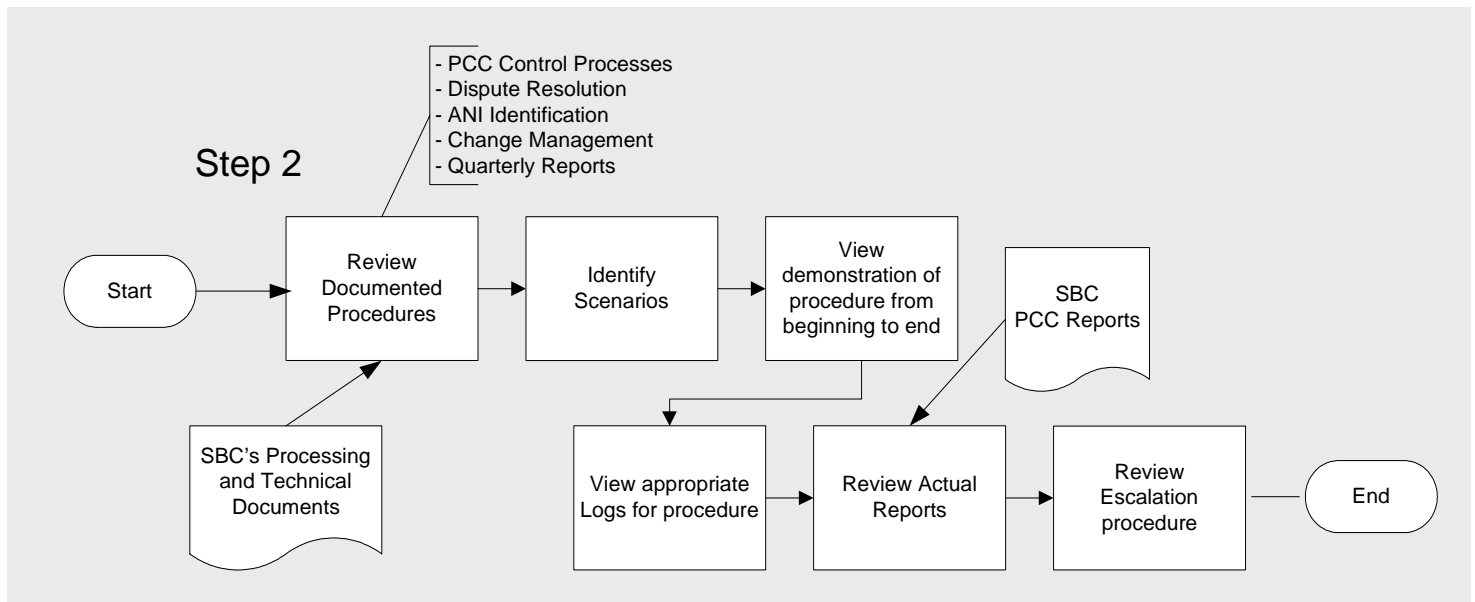 - PCC Control Processes
- Dispute Resolution
- ANI Identification
- Change Management
- Quarterly Reports
Step 2
Start
Review
Documented
Procedures
Identify
Scenarios
View
demonstration of
procedure from
beginning to end
SBC
PCC Reports
SBC's Processing
and Technical
Documents
View appropriate
Logs for procedure
Review Actual
Reports
Review
Escalation
procedure
End